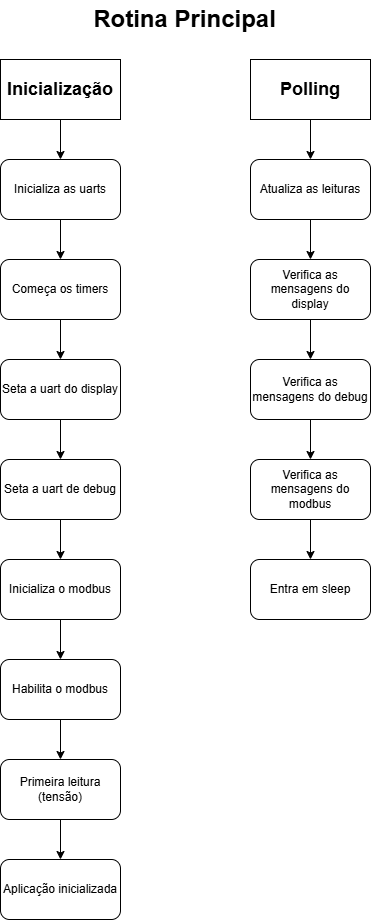 Rotina Principal
Inicialização
Inicializa as uarts
Começa os timers
Seta a uart do display
Seta a uart de debug
Inicializa o modbus
Habilita o modbus
Primeira leitura
(tensão)
Aplicação inicializada
Polling
Atualiza as leituras
Verifica as
mensagens do
display
Verifica as
mensagens do debug
Verifica as
mensagens do
modbus
Entra em sleep